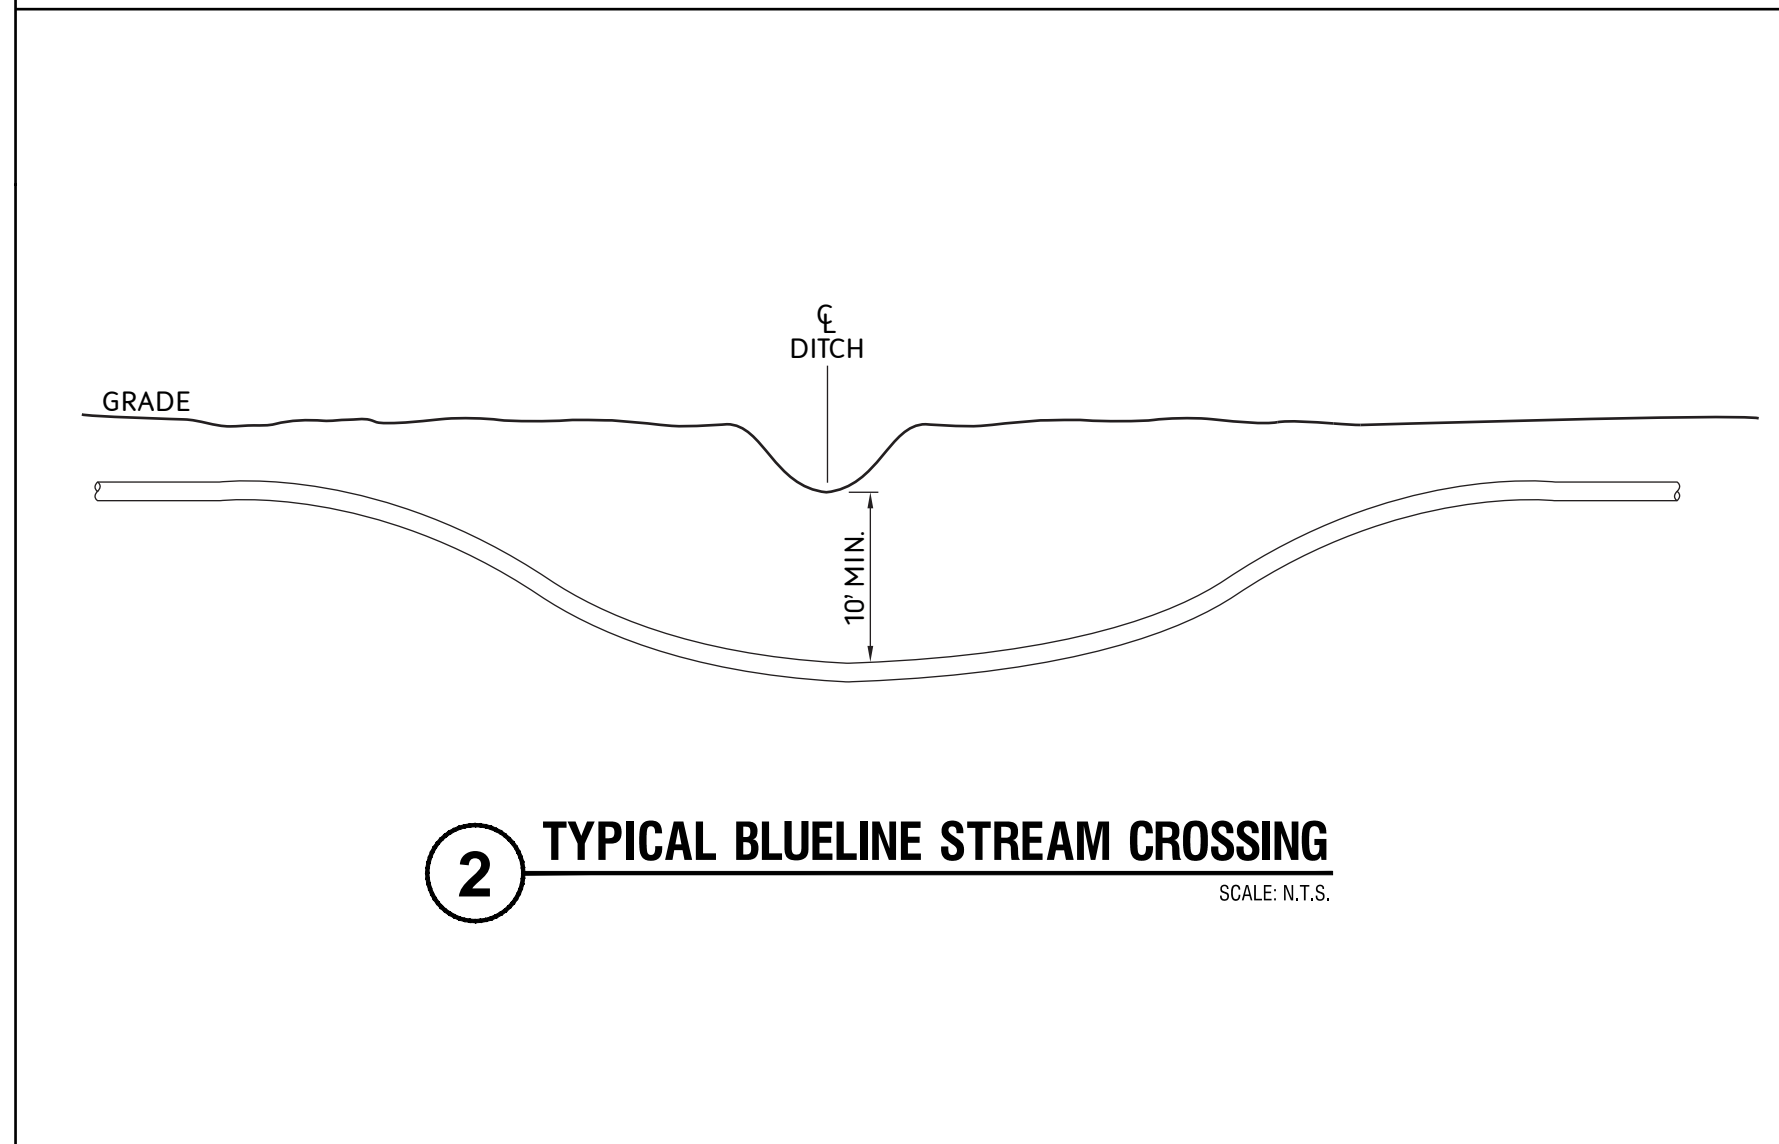 ℄
DITCH
GRADE
10' MIN.
2
TYPICAL BLUELINE STREAM CROSSING
SCALE: N.T.S.